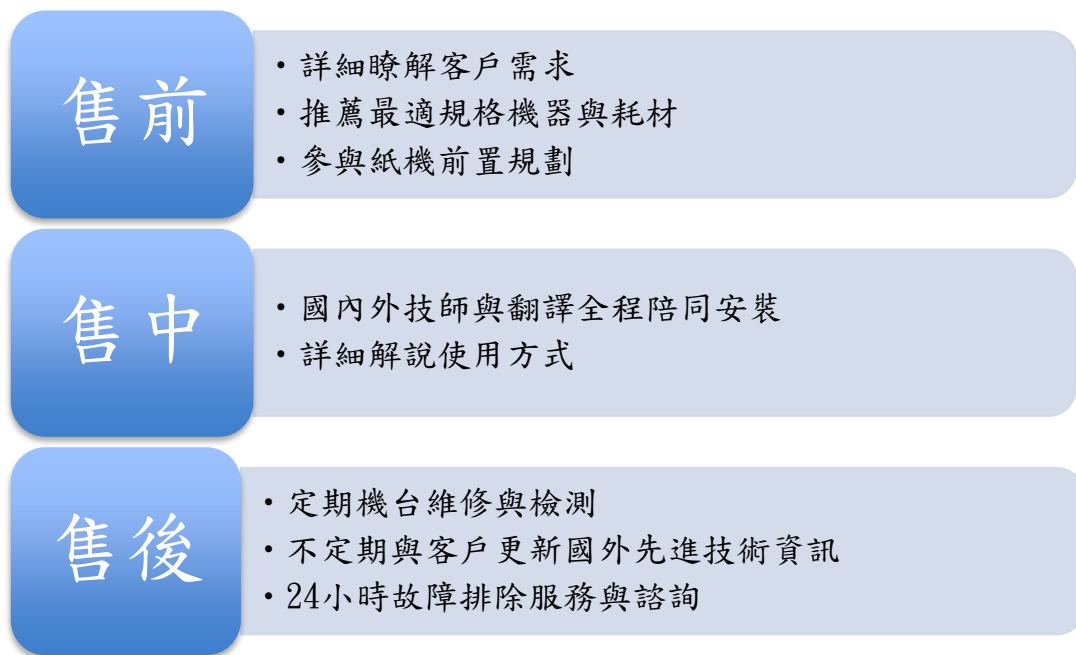 售前
・詳細瞭解客戶需求
・推薦最適規格機器與耗材
・參與紙機前置規劃
售中
・國內外技師與翻譯全程陪同安裝
・詳細解說使用方式
售後
・定期機台維修與檢測
・不定期與客戶更新國外先進技術資訊
・24小時故障排除服務與諮詢